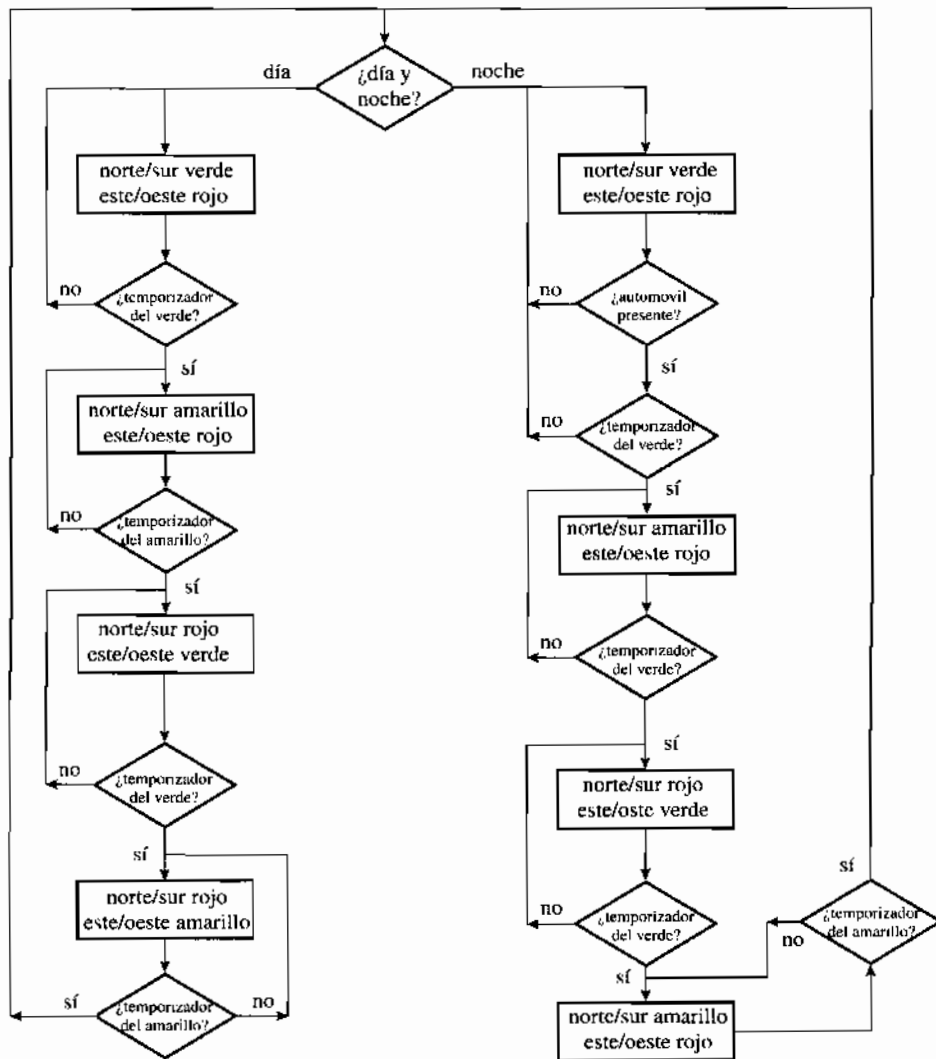 ¿día y
noche?
día
noche
norte/sur verde
este/oeste rojo
¿temporizador
del verde?
no
sí
norte/sur amarillo
este/oeste rojo
¿temporizador
del amarillo?
no
sí
norte/sur rojo
este/oeste verde
¿temporizador
del verde?
no
sí
norte/sur rojo
este/oeste amarillo
¿temporizador
del amarillo?
sí
no
norte/sur verde
este/oeste rojo
¿automovil
presente?
no
sí
¿temporizador
del verde?
no
sí
norte/sur amarillo
este/oeste rojo
¿temporizador
del verde?
no
sí
norte/sur rojo
este/oste verde
¿temporizador
del verde?
no
sí
norte/sur amarillo
este/oeste rojo
¿temporizador
del amarillo?
no
sí